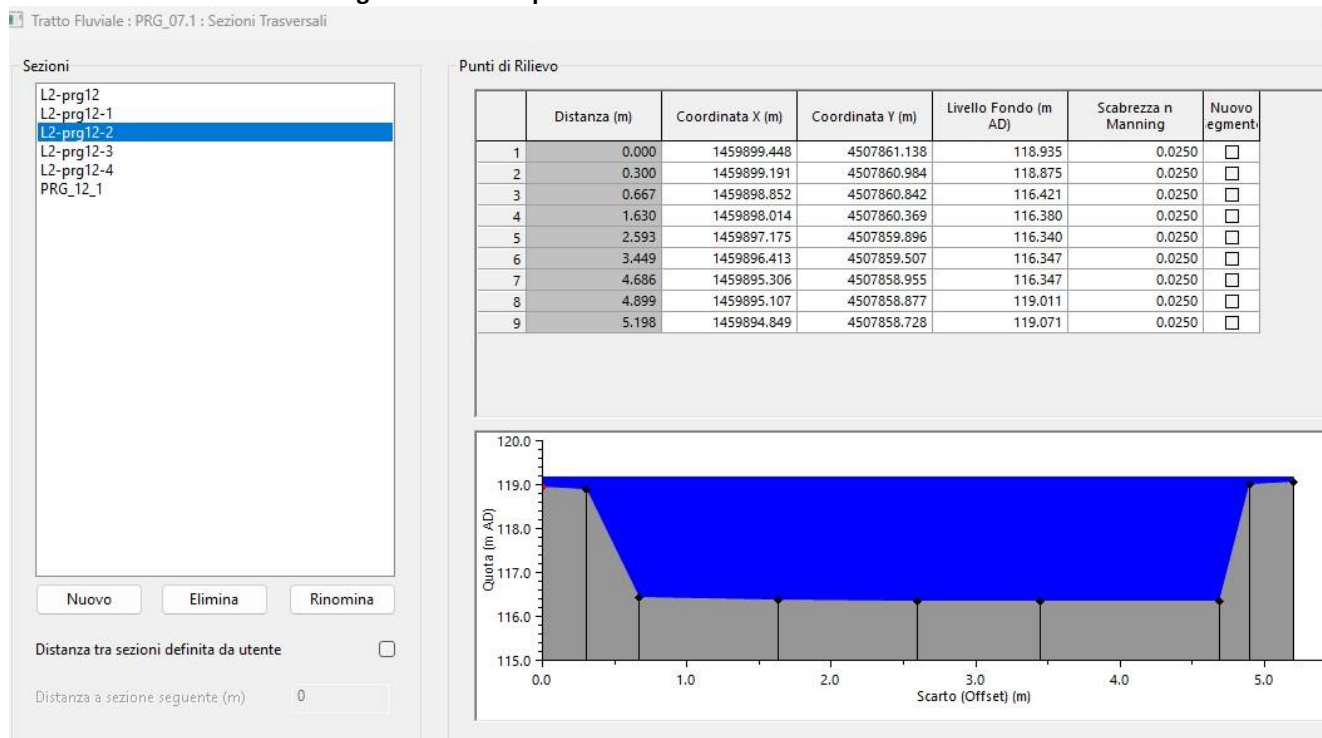 Tratto Fluviale : PRG_07.1 : Sezioni Trasversali
Sezioni
L2-prg12
L2-prg12-1
L2-prg12-2
L2-prg12-3
L2-prg12-4
PRG_12_1
Nuovo Elimina Rinomina
Distanza tra sezioni definita da utente
Distanza a sezione seguente (m) 0
Punti di Rilievo
Distanza (m) Coordinata X (m) Coordinata Y (m) Livello Fondo (m AD) Scabrezza n Manning Nuovo egment
1 0.000 1459899.448 4507861.138 118.935 0.0250
2 0.300 1459899.191 4507860.984 118.875 0.0250
3 0.667 1459898.852 4507860.842 116.421 0.0250
4 1.630 1459898.014 4507860.369 116.380 0.0250
5 2.593 1459897.175 4507859.896 116.340 0.0250
6 3.449 1459896.413 4507859.507 116.347 0.0250
7 4.686 1459895.306 4507858.955 116.347 0.0250
8 4.899 1459895.107 4507858.877 119.011 0.0250
9 5.198 1459894.849 4507858.728 119.071 0.0250
Quota (m AD)
120.0
119.0
118.0
117.0
116.0
115.0
0.0 1.0 2.0 3.0 4.0 5.0
Scarto (Offset) (m)